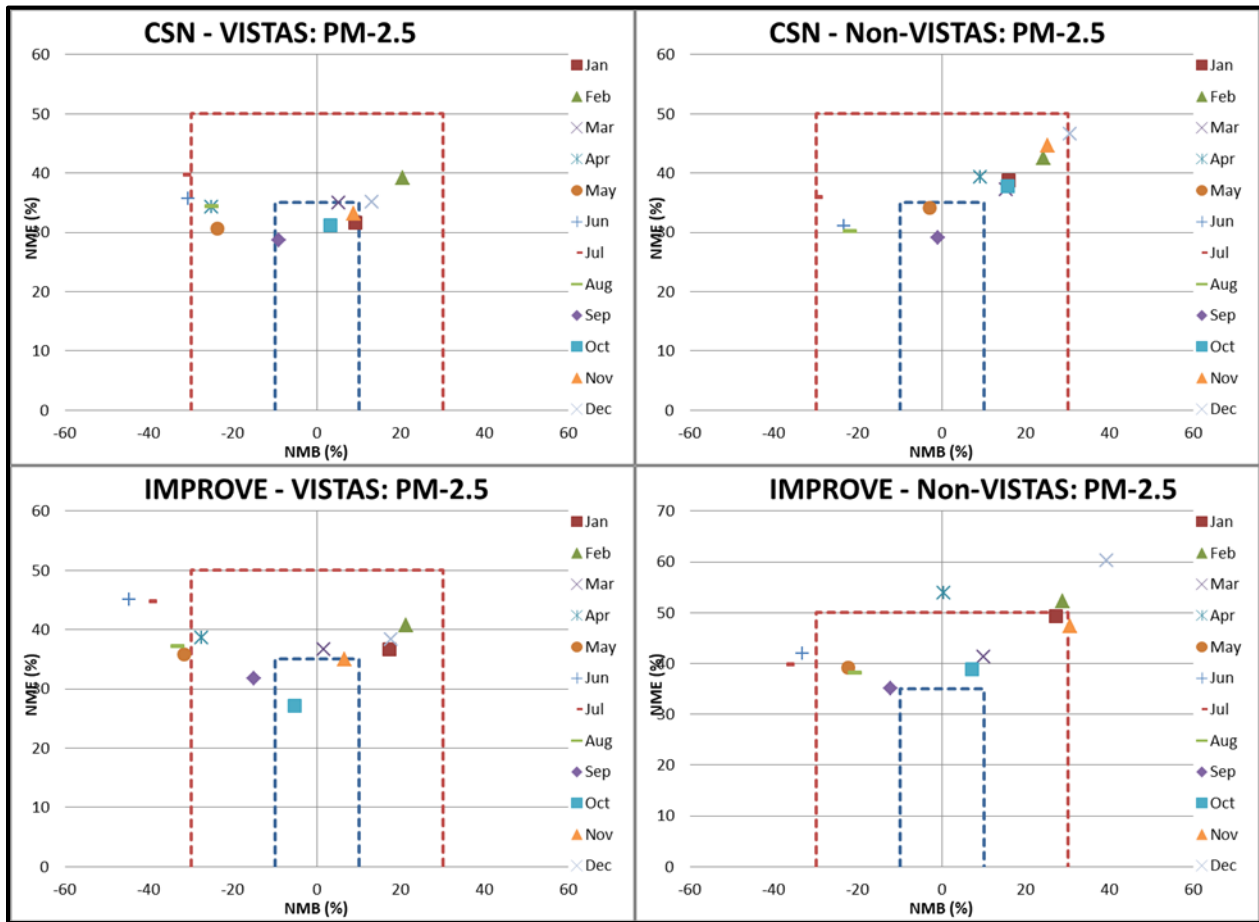 CSN - VISTAS: PM-2.5
60
50
40
30
20
10
0
NME (%)
-60
-40
-20
0
20
40
60
NMB (%)
Jan
Feb
Mar
Apr
May
Jun
Jul
Aug
Sep
Oct
Nov
Dec
CSN - Non-VISTAS: PM-2.5
60
50
40
30
20
10
0
NME (%)
-60
-40
-20
0
20
40
60
NMB (%)
Jan
Feb
Mar
Apr
May
Jun
Jul
Aug
Sep
Oct
Nov
Dec
IMPROVE - VISTAS: PM-2.5
60
50
40
30
20
10
0
NME (%)
-60
-40
-20
0
20
40
60
NMB (%)
Jan
Feb
Mar
Apr
May
Jun
Jul
Aug
Sep
Oct
Nov
Dec
IMPROVE - Non-VISTAS: PM-2.5
70
60
50
40
30
20
10
0
NME (%)
-60
-40
-20
0
20
40
60
NMB (%)
Jan
Feb
Mar
Apr
May
Jun
Jul
Aug
Sep
Oct
Nov
Dec